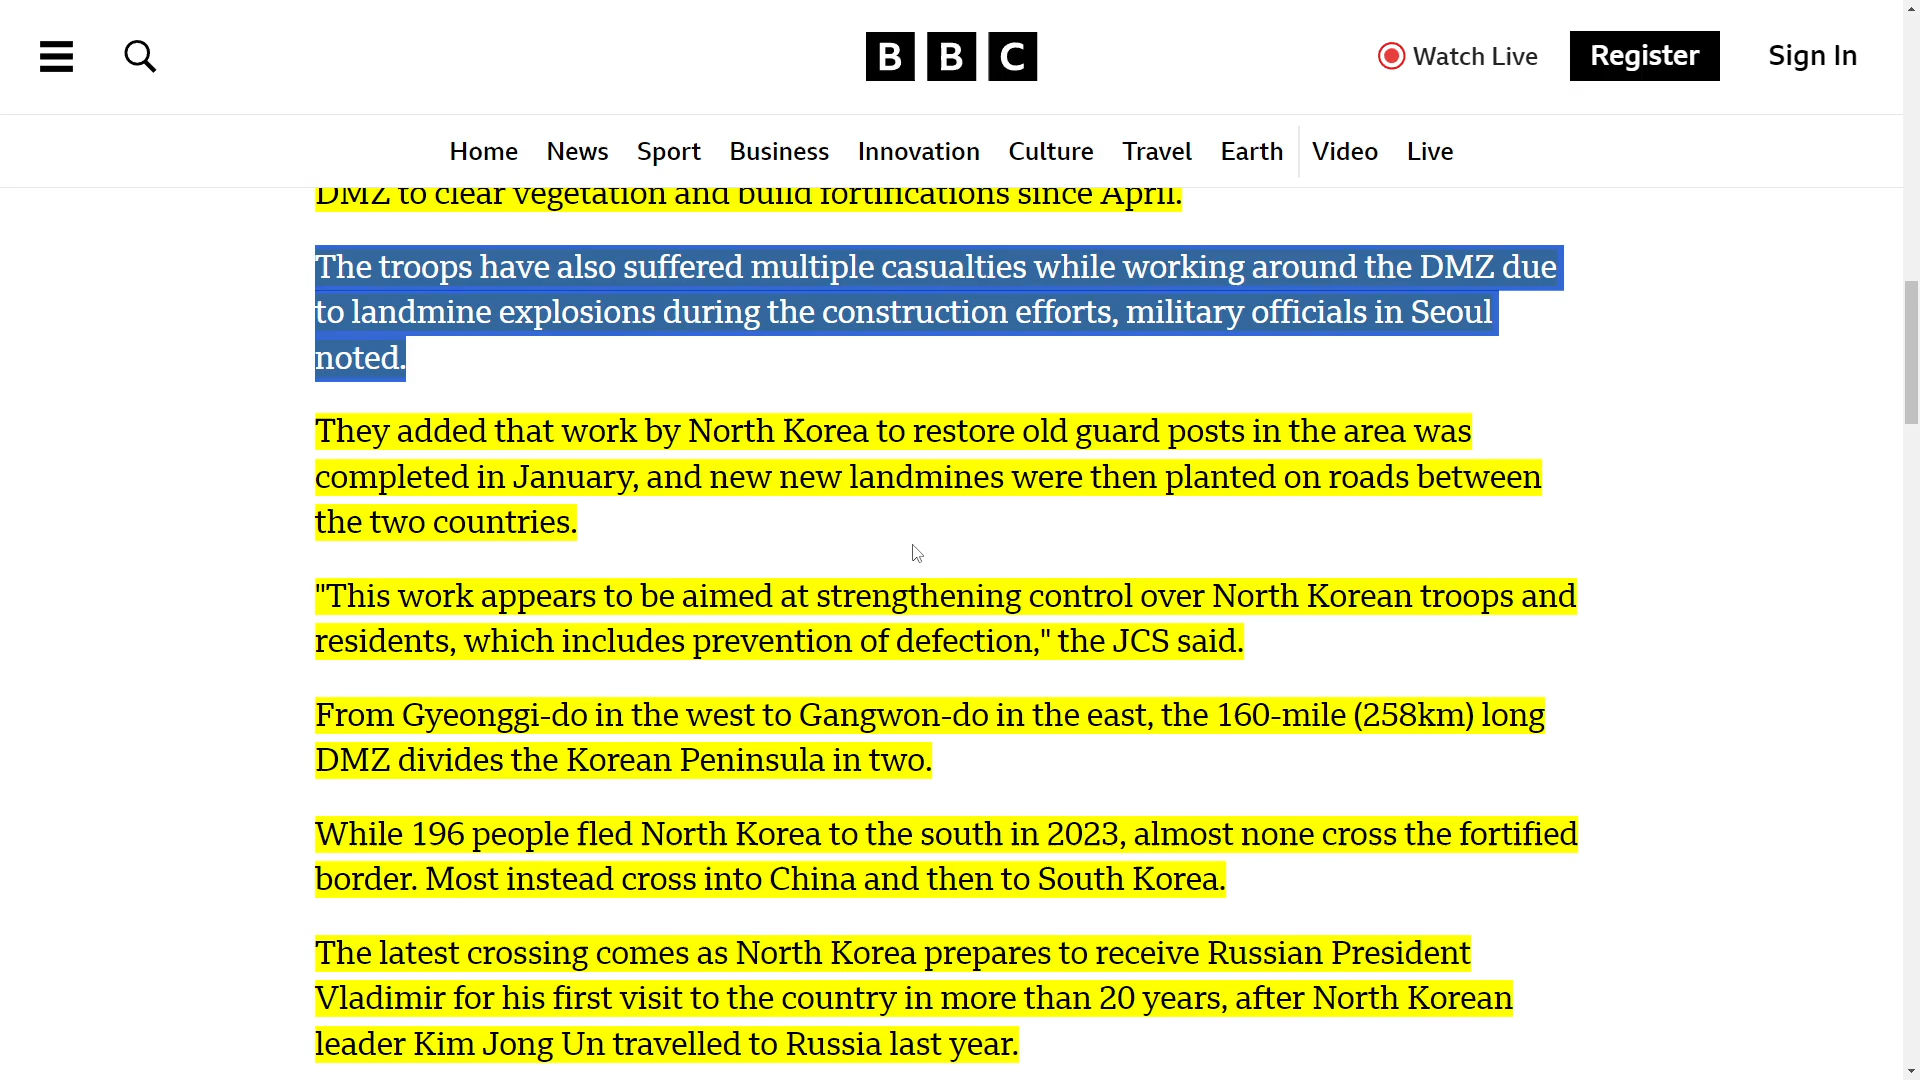 BBC
Watch Live
Register
Sign In
Home News Sport Business Innovation Culture Travel Earth Video Live
DMZ to clear vegetation and build fortifications since April.
The troops have also suffered multiple casualties while working around the DMZ due
to landmine explosions during the construction efforts, military officials in Seoul
noted.
They added that work by North Korea to restore old guard posts in the area was
completed in January, and new new landmines were then planted on roads between
the two countries.
"This work appears to be aimed at strengthening control over North Korean troops and
residents, which includes prevention of defection," the JCS said.
From Gyeonggi-do in the west to Gangwon-do in the east, the 160-mile (258km) long
DMZ divides the Korean Peninsula in two.
While 196 people fled North Korea to the south in 2023, almost none cross the fortified
border. Most instead cross into China and then to South Korea.
The latest crossing comes as North Korea prepares to receive Russian President
Vladimir for his first visit to the country in more than 20 years, after North Korean
leader Kim Jong Un travelled to Russia last year.